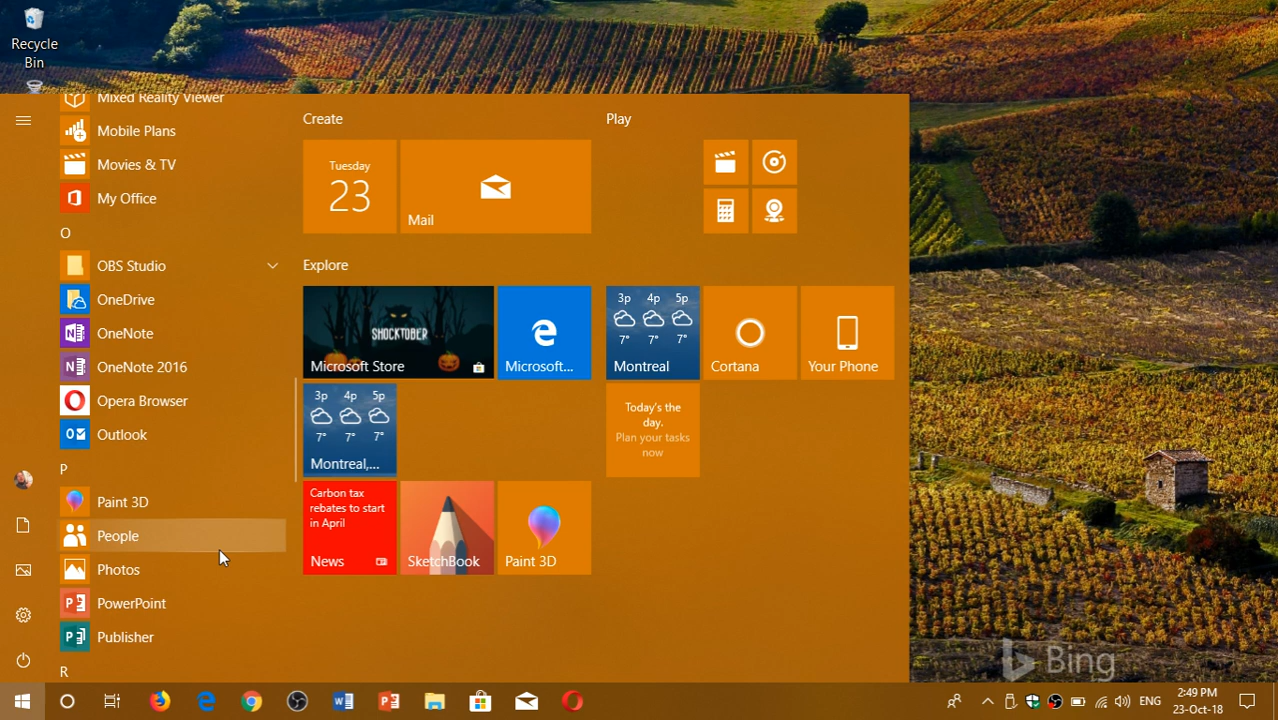 Recycle
Bin
Mixed Reality Viewer
Mobile Plans
Movies & TV
My Office
O
OBS Studio
OneDrive
OneNote
OneNote 2016
Opera Browser
Outlook
P
Paint 3D
People
Photos
PowerPoint
Publisher
R
Create
Tuesday
23
Mail
Explore
SHOCKTOBER
Microsoft Store
Microsoft...
3p 4p 5p
7° 7° 7°
Montreal,...
Carbon tax
rebates to start
in April
News
SketchBook
Paint 3D
Play
3p 4p 5p
7° 7° 7°
Montreal
Cortana
Your Phone
Today's the
day.
Plan your tasks
now
Bing
ENG
2:49 PM
23-Oct-18